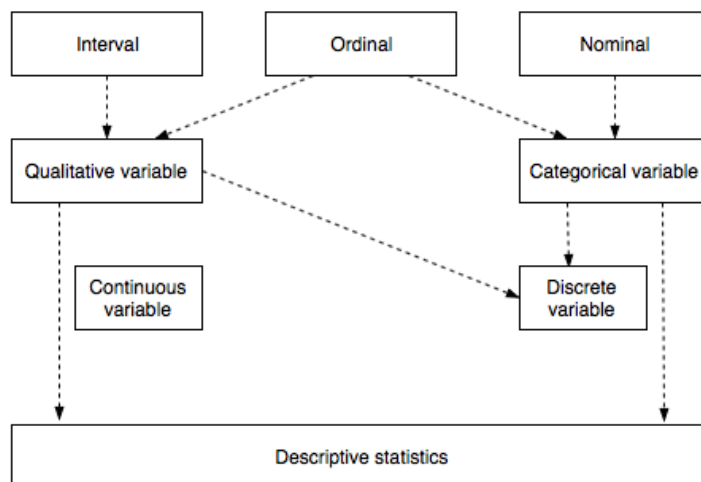 Interval
Ordinal
Nominal
Qualitative variable
Categorical variable
Continuous
variable
Discrete
variable
Descriptive statistics